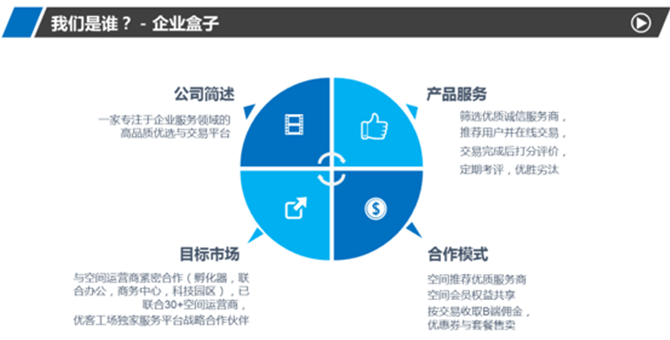 我们是谁？ - 企业盒子
公司简述
一家专注于企业服务领域的
高品质优选与交易平台
产品服务
筛选优质诚信服务商，
推荐用户并在线交易，
交易完成后打分评价，
定期考评，优胜劣汰
目标市场
与空间运营商紧密合作（孵化器，联
合办公，商务中心，科技园区），已
联合30+空间运营商，
优客工场独家服务平台战略合作伙伴
合作模式
空间推荐优质服务商
空间会员权益共享
按交易收取B端佣金，
优惠券与套餐售卖